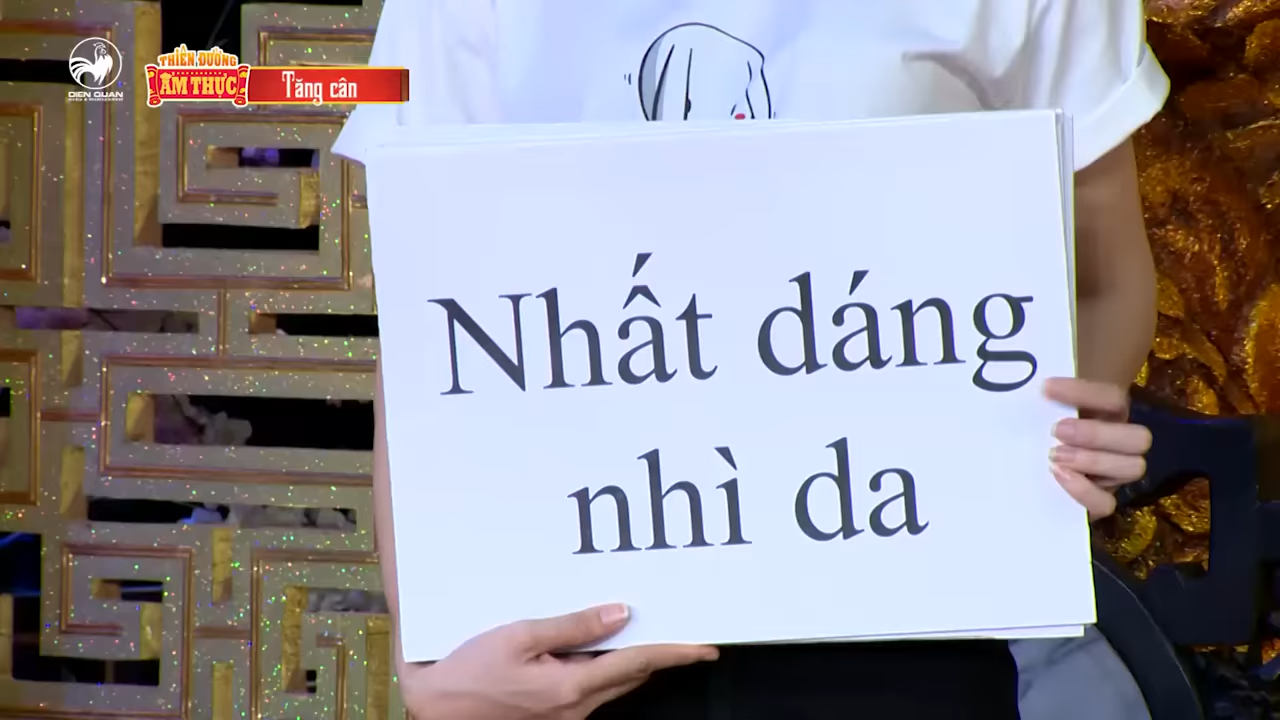 DIEN QUAN
THIÊN ĐƯỜNG
ẨM THỰC
Tăng cân
Nhất dáng
nhì da